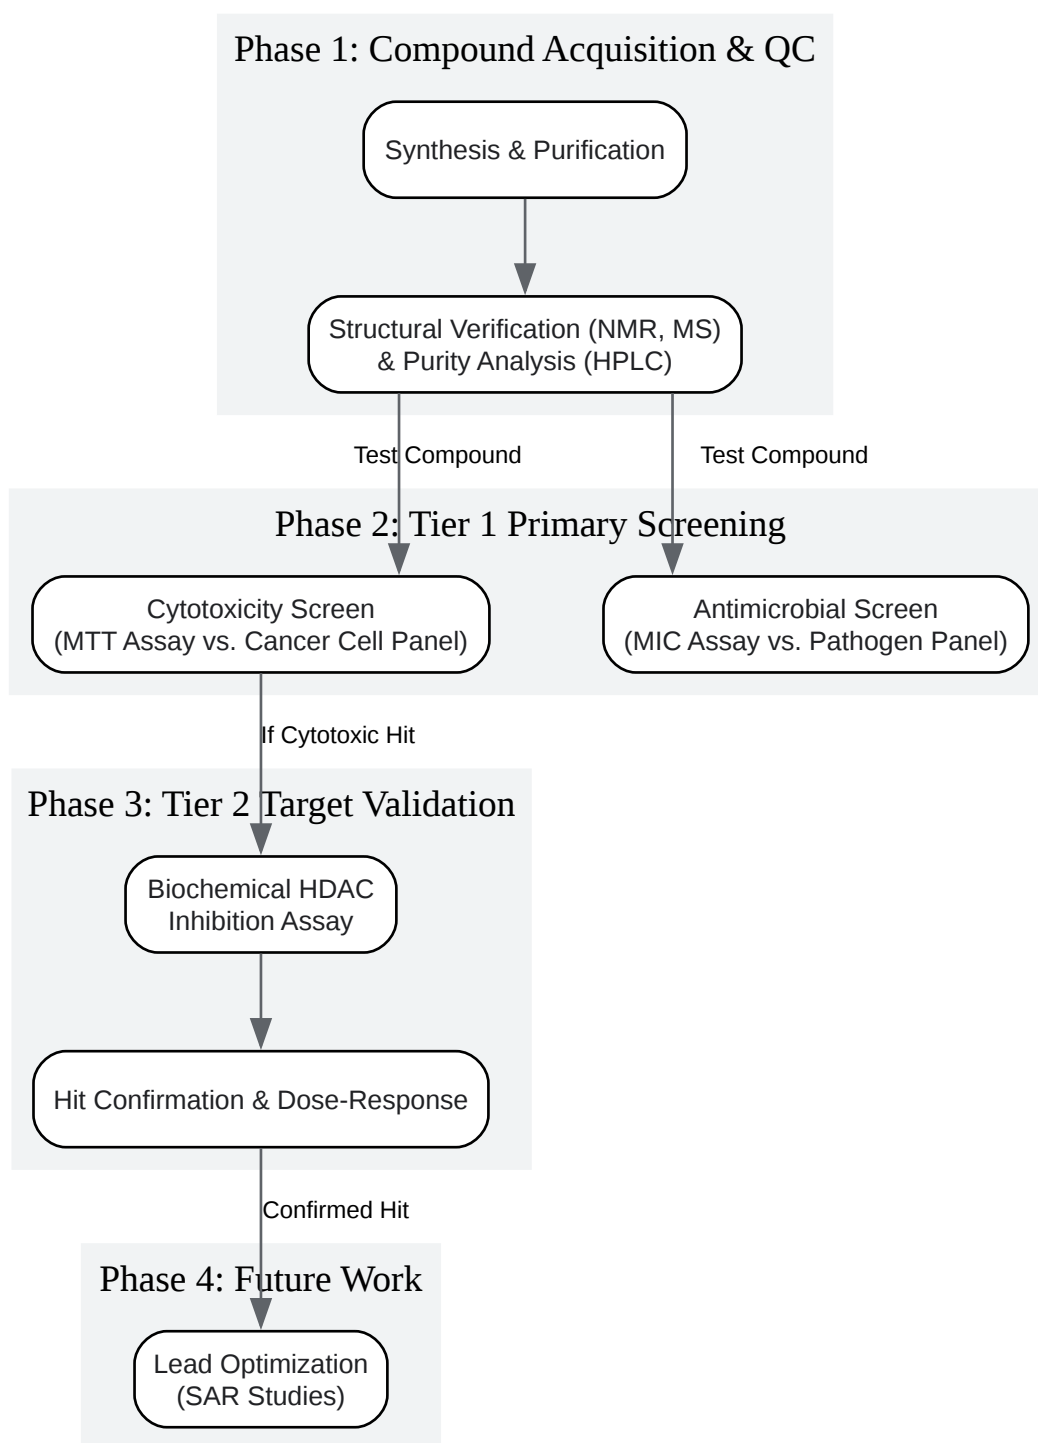 Phase 1: Compound Acquisition & QC
Synthesis & Purification
Structural Verification (NMR, MS)
& Purity Analysis (HPLC)
Test Compound
Test Compound
Phase 2: Tier 1 Primary Screening
Cytotoxicity Screen
(MTT Assay vs. Cancer Cell Panel)
Antimicrobial Screen
(MIC Assay vs. Pathogen Panel)
If Cytotoxic Hit
Phase 3: Tier 2 Target Validation
Biochemical HDAC
Inhibition Assay
Hit Confirmation & Dose-Response
Confirmed Hit
Phase 4: Future Work
Lead Optimization
(SAR Studies)